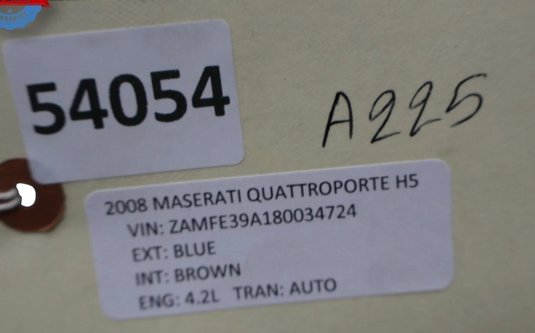 54054
A225
2008 MASERATI QUATTROPORTE H5
VIN: ZAMFE39A180034724
EXT: BLUE
INT: BROWN
ENG: 4.2L TRAN: AUTO